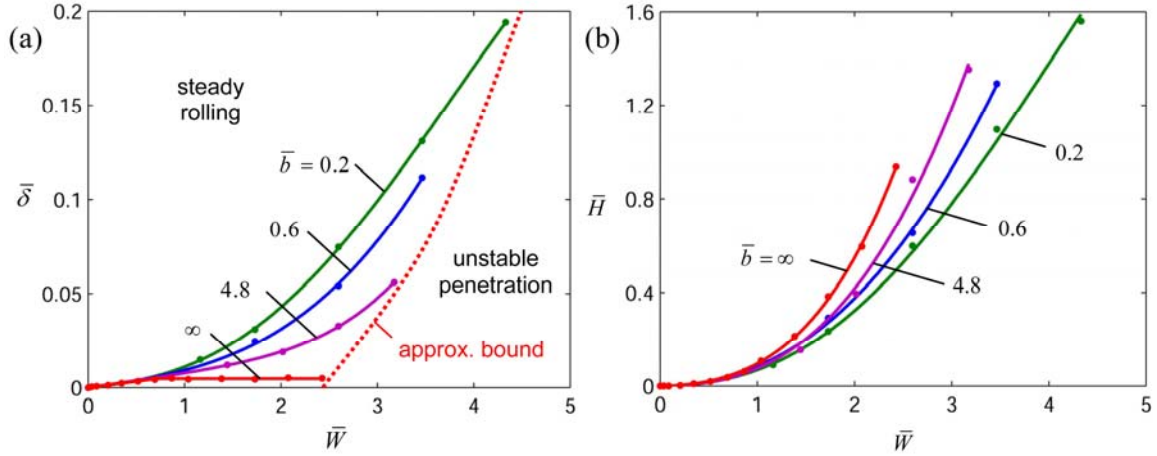 (a)
0.2
0.15
0.1
0.05
0
δ̄
steady
rolling
b̄ = 0.2
0.6
4.8
∞
unstable
penetration
approx. bound
0 1 2 3 4 5
W̄
(b)
1.6
1.2
0.8
0.4
0
H̄
0.2
0.6
b̄ = ∞
4.8
0 1 2 3 4 5
W̄